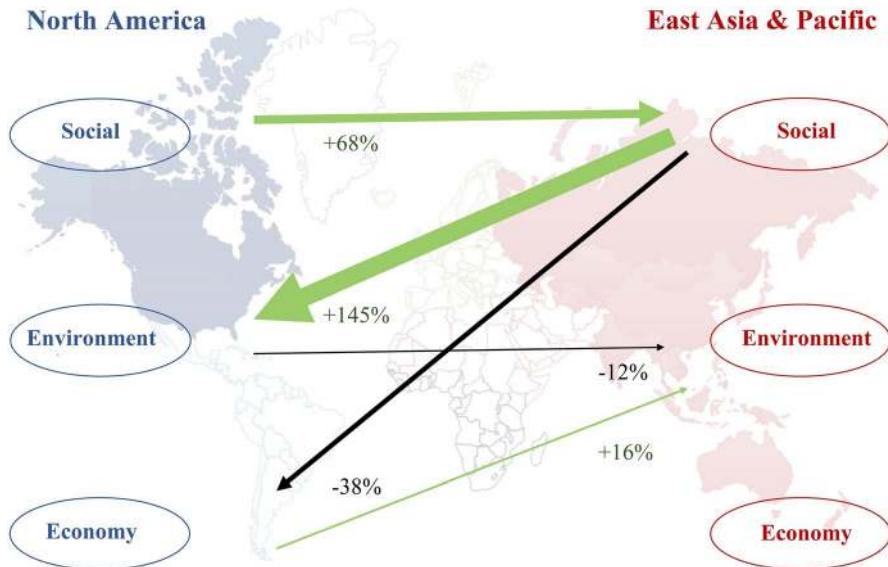 North America
East Asia & Pacific
Social
Social
+68%
+145%
Environment
Environment
-12%
+16%
-38%
Economy
Economy